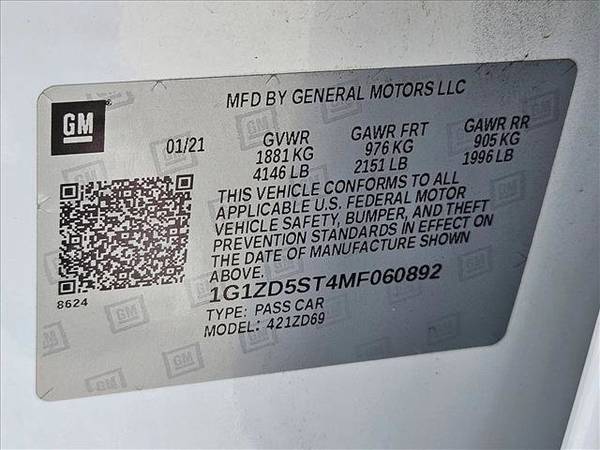 GM
MFD BY GENERAL MOTORS LLC
01/21 GVWR GAWR FRT GAWR RR
1881 KG 976 KG 905 KG
4146 LB 2151 LB 1996 LB
THIS VEHICLE CONFORMS TO ALL
APPLICABLE U.S. FEDERAL MOTOR
VEHICLE SAFETY, BUMPER, AND THEFT
PREVENTION STANDARDS IN EFFECT ON
THE DATE OF MANUFACTURE SHOWN
ABOVE.
8624
1G1ZD5ST4MF060892
TYPE: PASS CAR
MODEL: 421ZD69